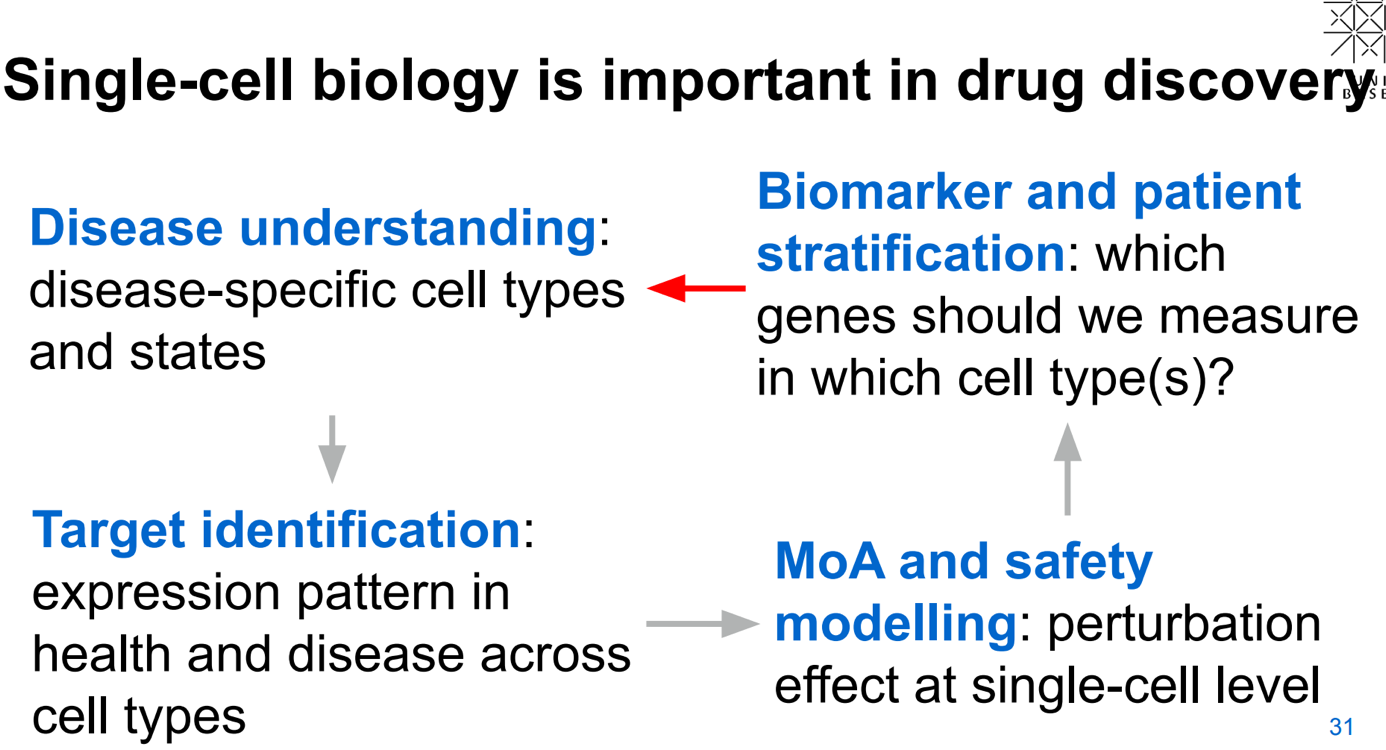 Single-cell biology is important in drug discovery
Disease understanding:
disease-specific cell types
and states
Biomarker and patient
stratification: which
genes should we measure
in which cell type(s)?
Target identification:
expression pattern in
health and disease across
cell types
MoA and safety
modelling: perturbation
effect at single-cell level
31